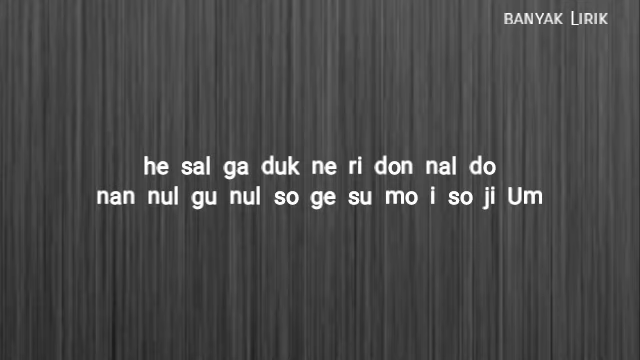 BANYAK LIRIK
he sal ga duk ne ri don nal do
nan nul gu nul so ge su mo i so ji Um